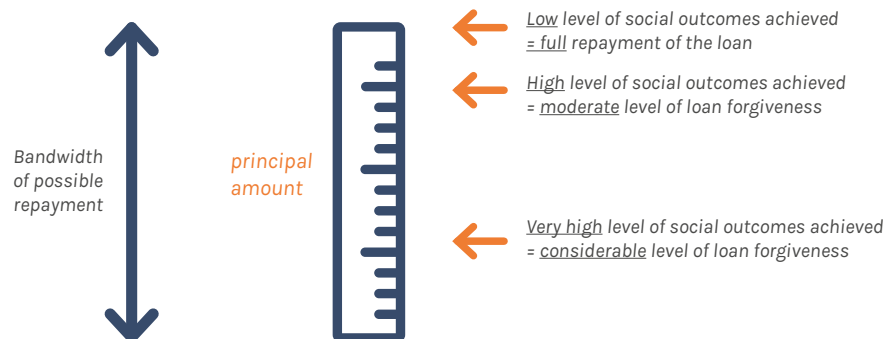 Bandwidth
of possible
repayment
principal
amount
Low level of social outcomes achieved
= full repayment of the loan
High level of social outcomes achieved
= moderate level of loan forgiveness
Very high level of social outcomes achieved
= considerable level of loan forgiveness